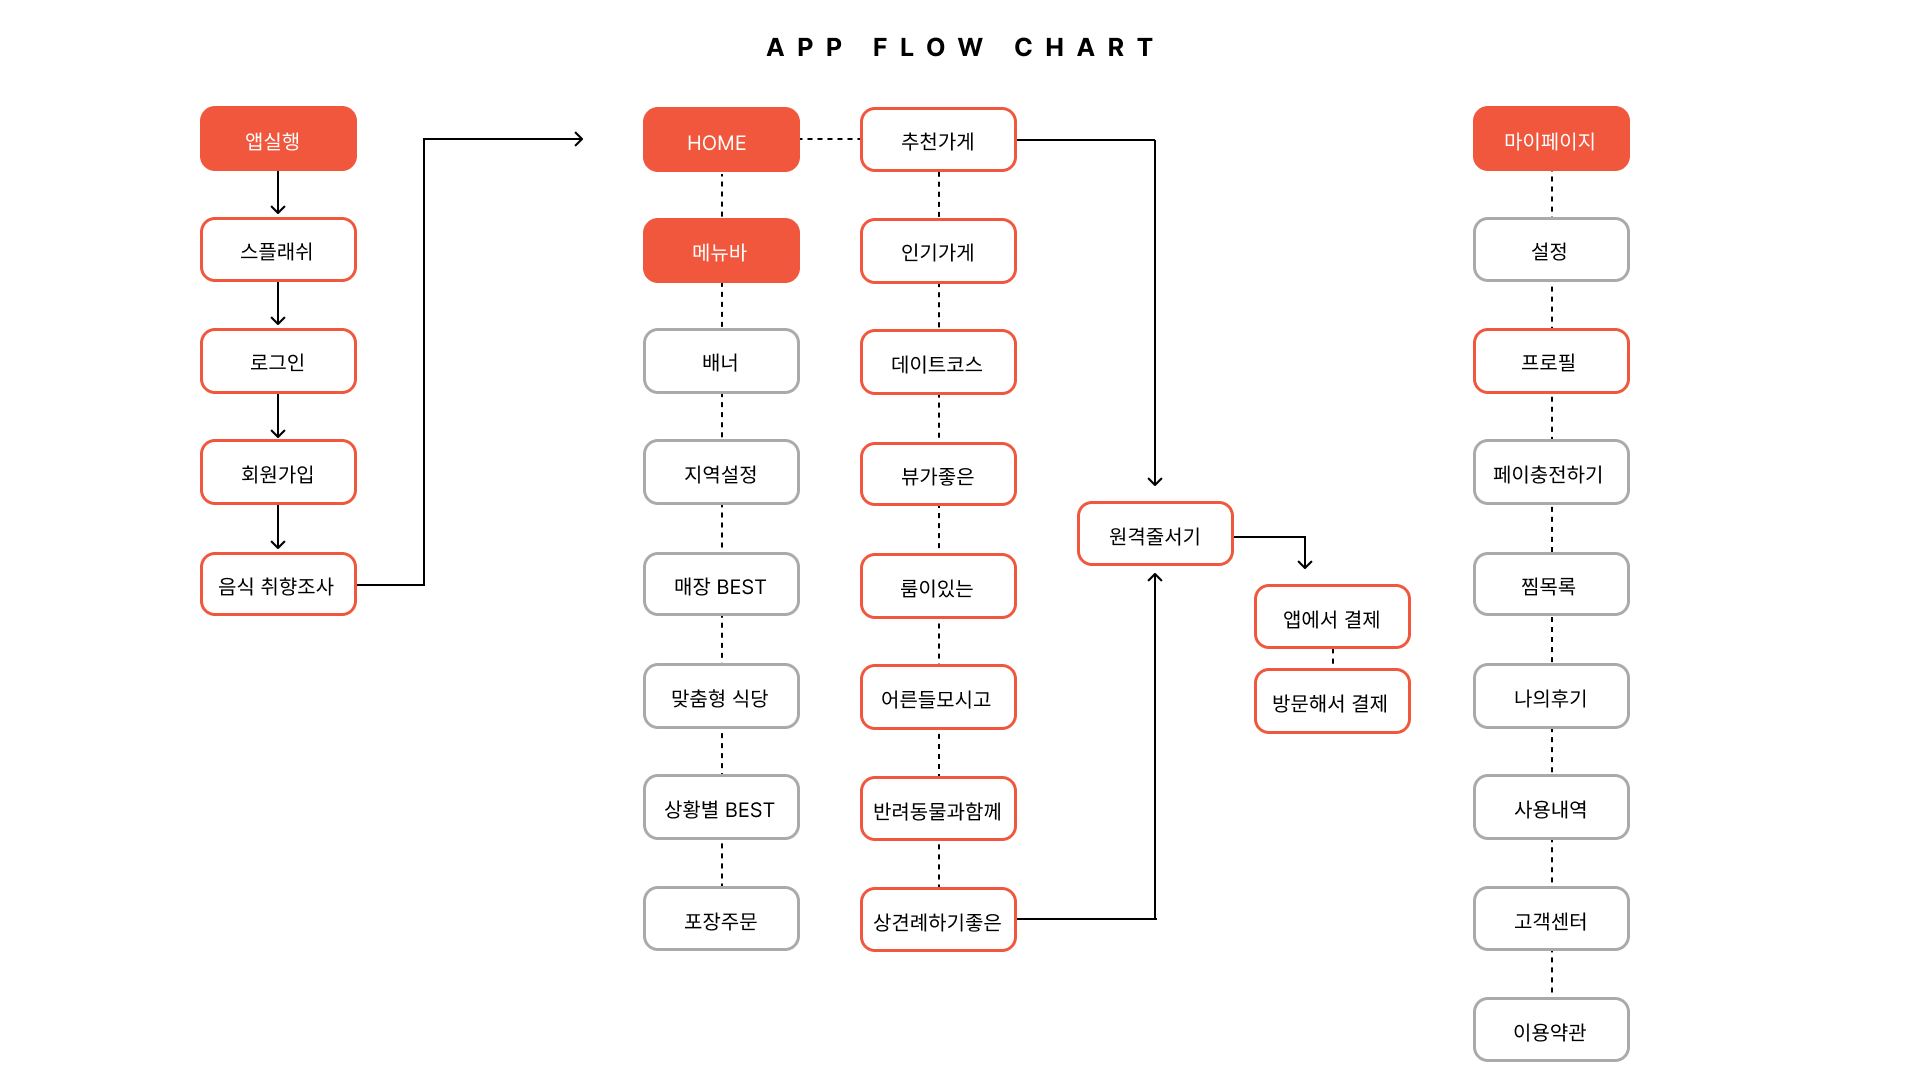 APP FLOW CHART
앱실행
스플래쉬
로그인
회원가입
음식 취향조사
HOME
메뉴바
배너
지역설정
매장 BEST
맞춤형 식당
상황별 BEST
포장주문
추천가게
인기가게
데이트코스
뷰가좋은
룸이있는
어른들모시고
반려동물과함께
상견례하기좋은
원격줄서기
앱에서 결제
방문해서 결제
마이페이지
설정
프로필
페이충전하기
찜목록
나의후기
사용내역
고객센터
이용약관